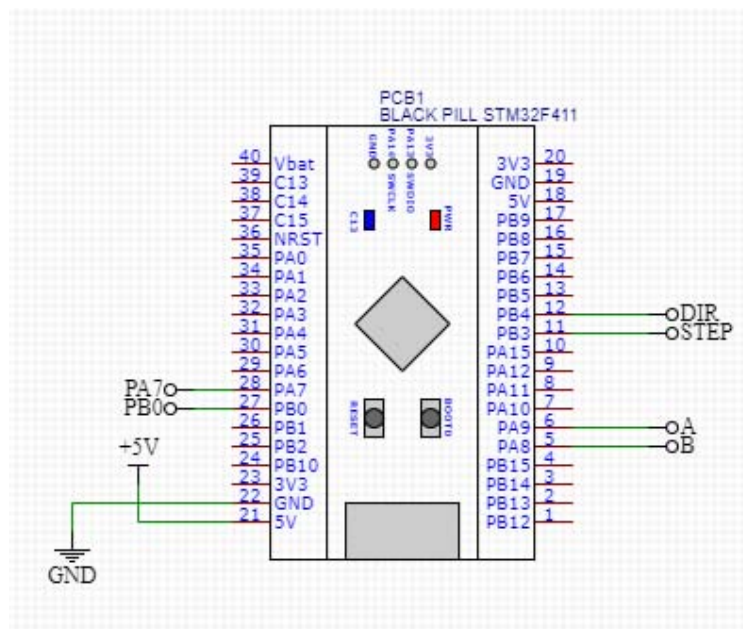 PCB1
BLACK PILL STM32F411
GND
PA14
PA13
3V3
SWCLK
SWDIO
C13
PWR
40 Vbat
39 C13
38 C14
37 C15
36 NRST
35 PA0
34 PA1
33 PA2
32 PA3
31 PA4
30 PA5
29 PA6
PA7 28 PA7
PB0 27 PB0
26 PB1
25 PB2
+5V
24 PB10
23 3V3
22 GND
21 5V
GND
RESET
BOOT0
3V3 20
GND 19
5V 18
PB9 17
PB8 16
PB7 15
PB6 14
PB5 13
PB4 12 DIR
PB3 11 STEP
PA15 10
PA12 9
PA11 8
PA10 7
PA9 6 A
PA8 5 B
PB15 4
PB14 3
PB13 2
PB12 1